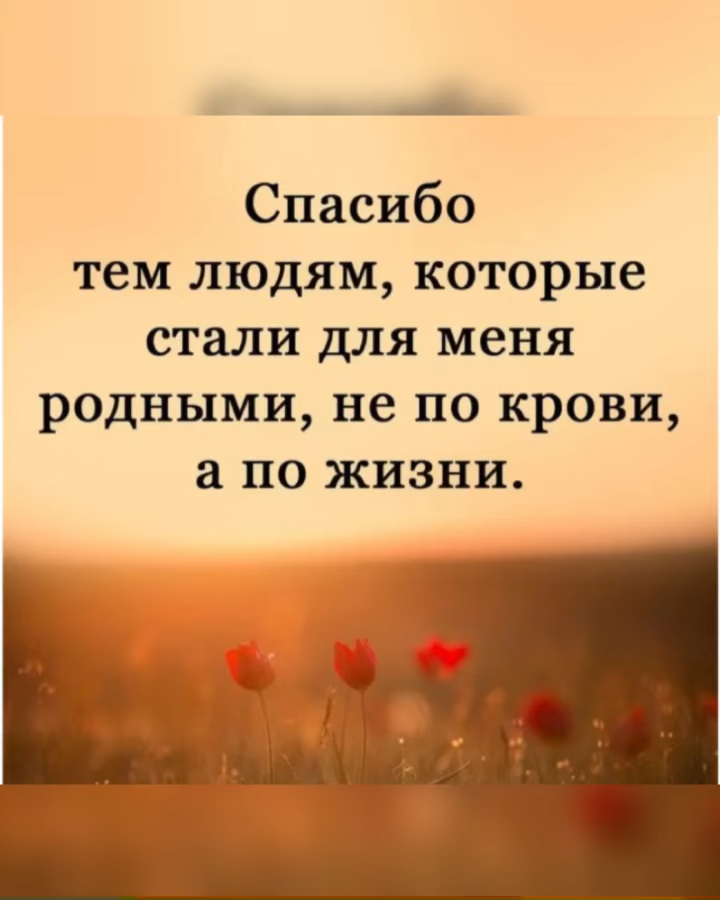 Спасибо
тем людям, которые
стали для меня
родными, не по крови,
а по жизни.